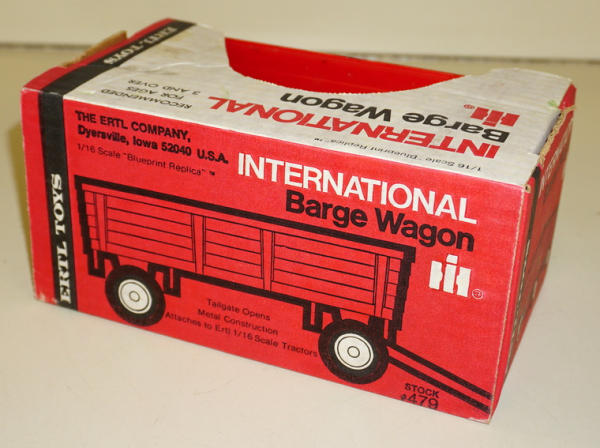 ERTL TOYS
RECOMMENDED
FOR AGES
3 AND OVER
INTERNATIONAL
Barge Wagon
IH
1/16 Scale "Blueprint Replica"™
THE ERTL COMPANY,
Dyersville, Iowa 52040 U.S.A.
1/16 Scale "Blueprint Replica"™
INTERNATIONAL
Barge Wagon
IH ®
ERTL TOYS
Tailgate Opens
Metal Construction
Attaches to Ertl 1/16 Scale Tractors
STOCK
#479